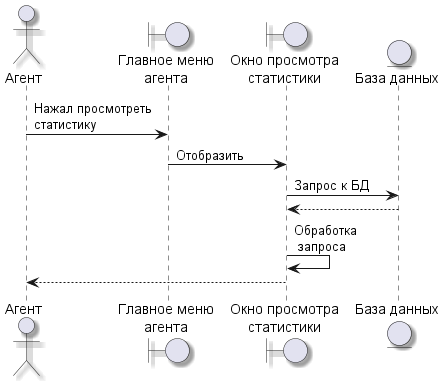 Агент
Главное меню
агента
Окно просмотра
статистики
База данных
Нажал просмотреть
статистику
Отобразить
Запрос к БД
Обработка
запроса
Агент
Главное меню
агента
Окно просмотра
статистики
База данных